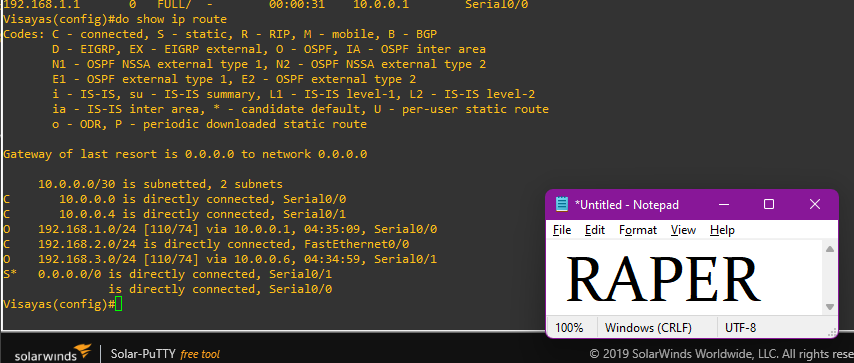 192.168.1.1 0 FULL/ - 00:00:31 10.0.0.1 Serial0/0
Visayas(config)#do show ip route
Codes: C - connected, S - static, R - RIP, M - mobile, B - BGP
D - EIGRP, EX - EIGRP external, O - OSPF, IA - OSPF inter area
N1 - OSPF NSSA external type 1, N2 - OSPF NSSA external type 2
E1 - OSPF external type 1, E2 - OSPF external type 2
i - IS-IS, su - IS-IS summary, L1 - IS-IS level-1, L2 - IS-IS level-2
ia - IS-IS inter area, * - candidate default, U - per-user static route
o - ODR, P - periodic downloaded static route
Gateway of last resort is 0.0.0.0 to network 0.0.0.0
10.0.0.0/30 is subnetted, 2 subnets
C 10.0.0.0 is directly connected, Serial0/0
C 10.0.0.4 is directly connected, Serial0/1
O 192.168.1.0/24 [110/74] via 10.0.0.1, 04:35:09, Serial0/0
C 192.168.2.0/24 is directly connected, FastEthernet0/0
O 192.168.3.0/24 [110/74] via 10.0.0.6, 04:34:59, Serial0/1
S* 0.0.0.0/0 is directly connected, Serial0/1
is directly connected, Serial0/0
Visayas(config)#
*Untitled - Notepad
File Edit Format View Help
RAPER
100% Windows (CRLF) UTF-8
solarwinds Solar-PuTTY free tool © 2019 SolarWinds Worldwide, LLC. All rights rese